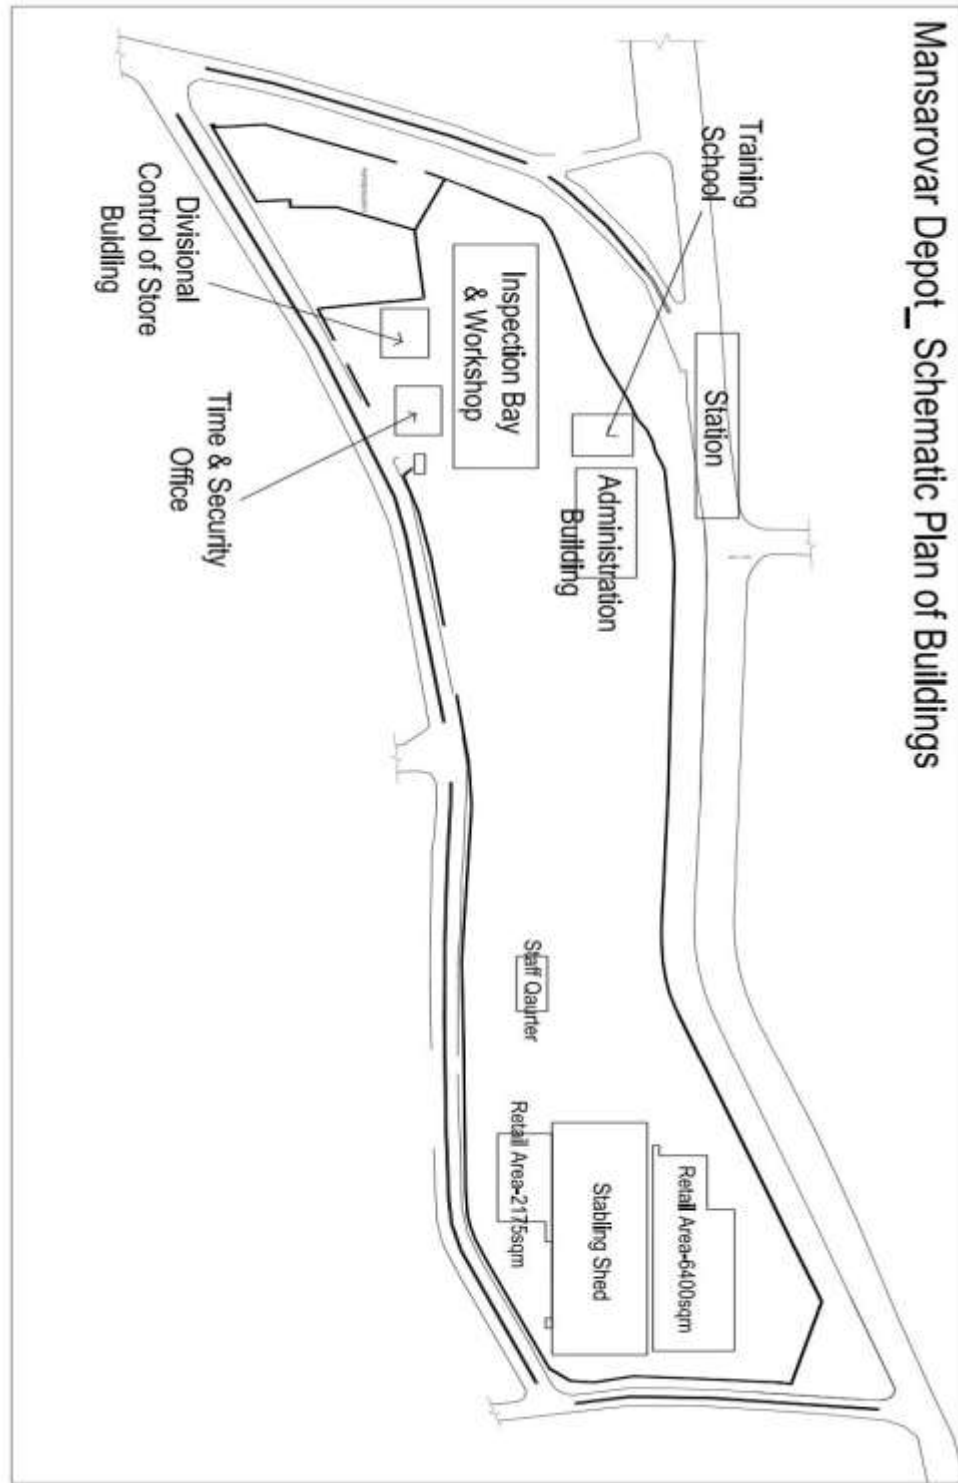 Mansarovar Depot_ Schematic Plan of Buildings
Training
School
Station
Administration
Building
Inspection Bay
& Workshop
Divisional
Control of Store
Buidling
Time & Security
Office
Staff Qaurter
Retail Area-6400sqm
Stabling Shed
Retail Area-2175sqm